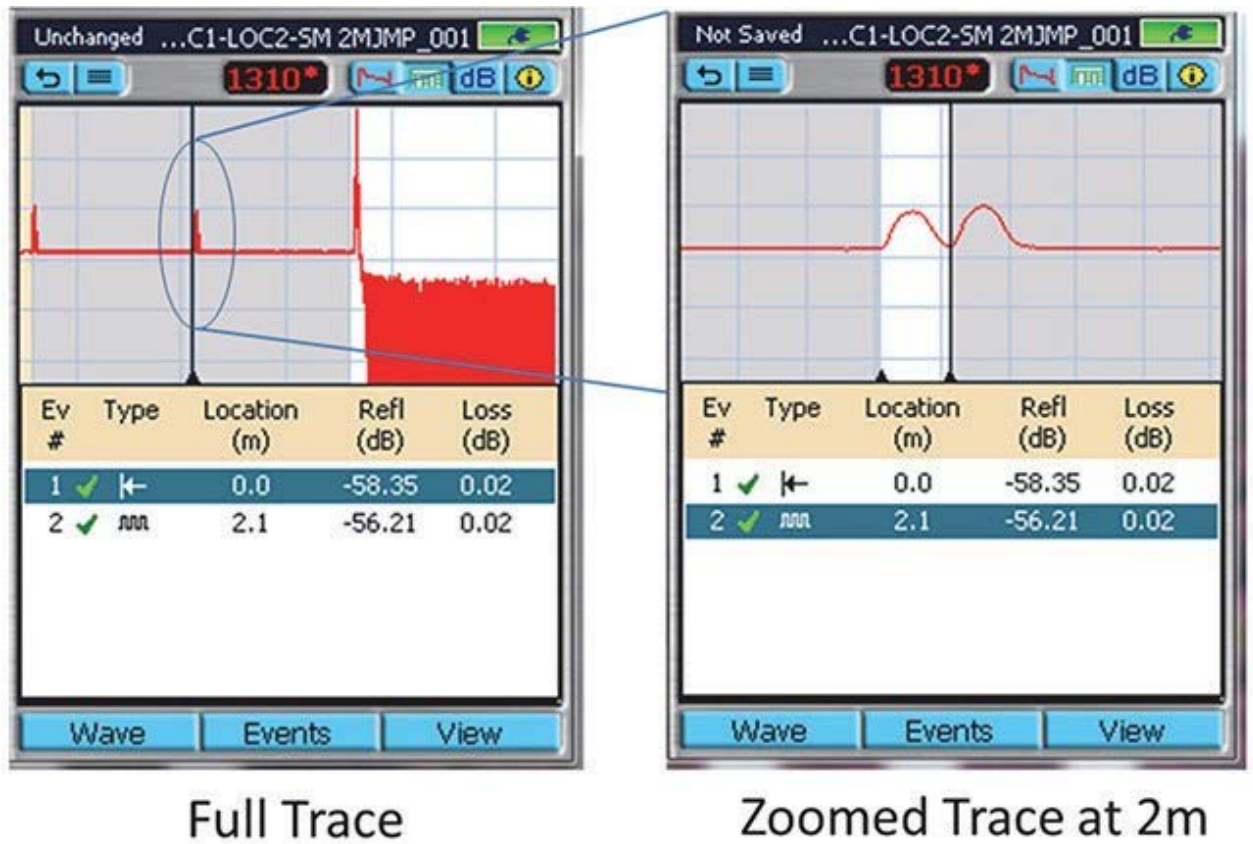 Unchanged ...C1-LOC2-SM 2MJMP_001
1310*
dB
Ev Type Location Refl Loss
# (m) (dB) (dB)
1 0.0 -58.35 0.02
2 2.1 -56.21 0.02
Wave Events View
Full Trace
Not Saved ...C1-LOC2-SM 2MJMP_001
1310*
dB
Ev Type Location Refl Loss
# (m) (dB) (dB)
1 0.0 -58.35 0.02
2 2.1 -56.21 0.02
Wave Events View
Zoomed Trace at 2m